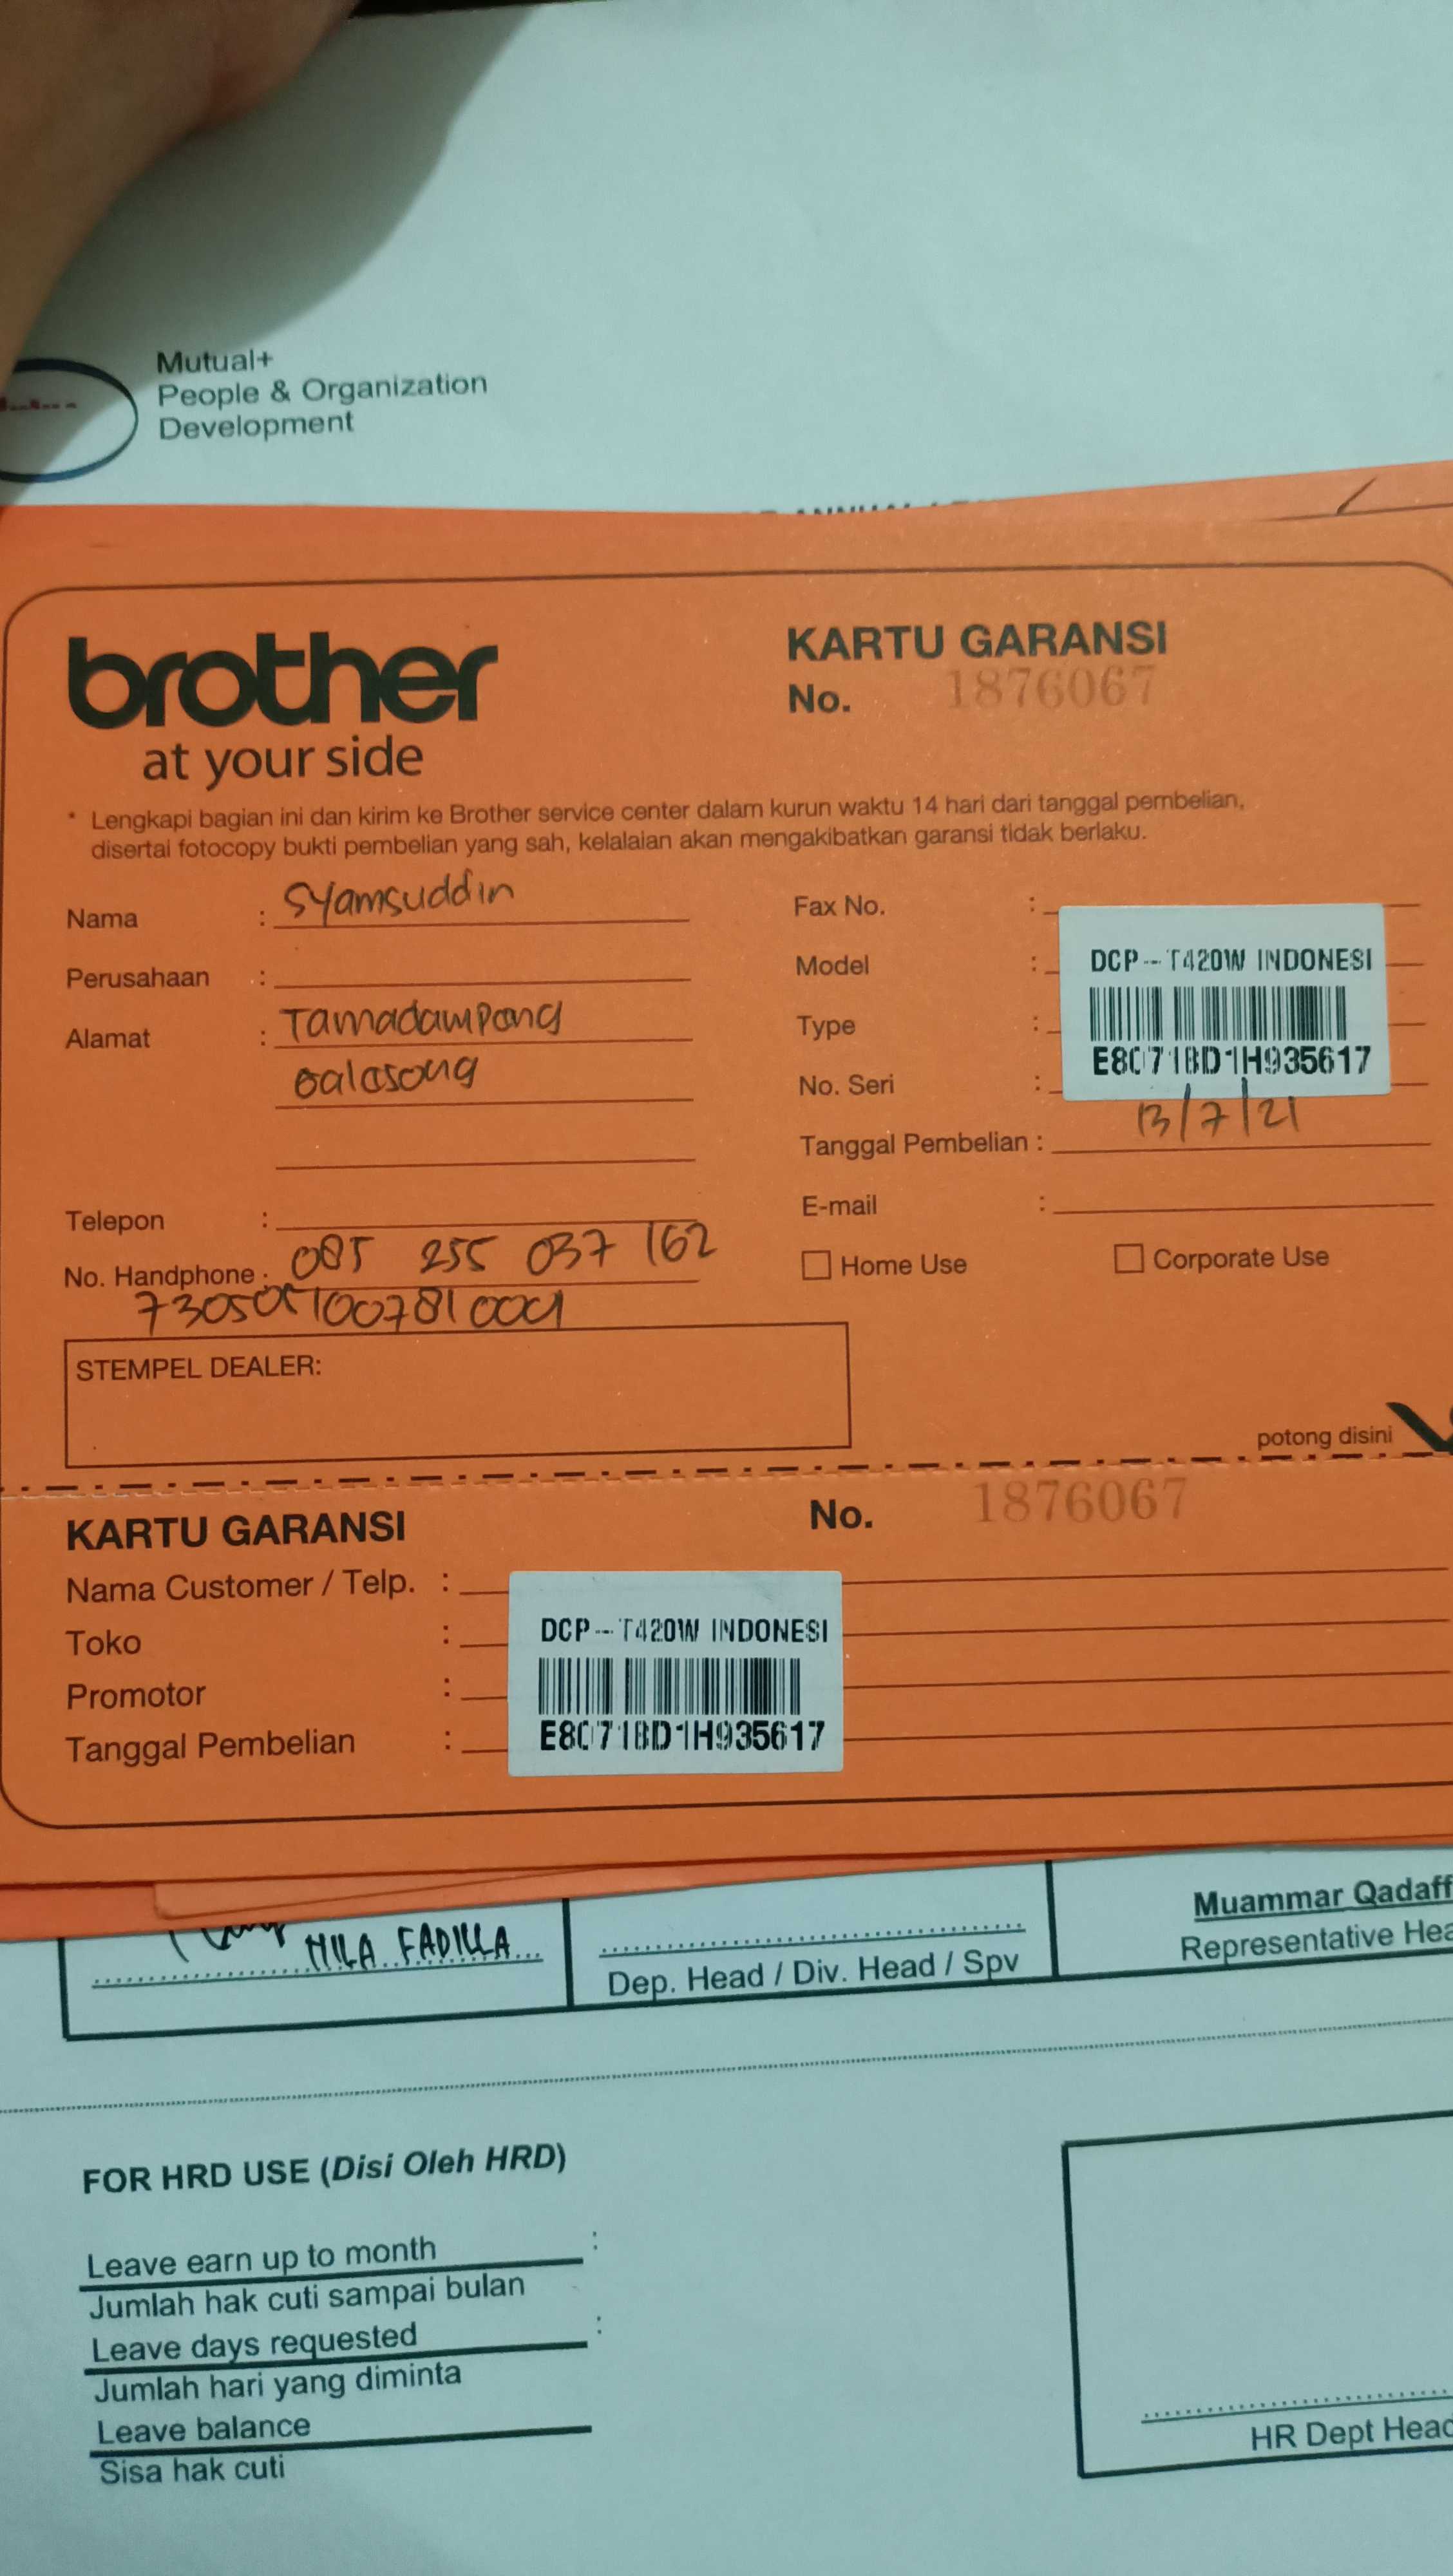 Mutual+
People & Organization
Development
brother
at your side
KARTU GARANSI
No. 1876067
* Lengkapi bagian ini dan kirim ke Brother service center dalam kurun waktu 14 hari dari tanggal pembelian,
disertai fotocopy bukti pembelian yang sah, kelalaian akan mengakibatkan garansi tidak berlaku.
Nama : Syamsuddin
Perusahaan :
Alamat : Tamadampong
Galasong
Telepon :
No. Handphone : 085 255 037 162
STEMPEL DEALER:
Fax No. :
Model :
Type :
No. Seri :
DCP-T420W INDONESI
E80718D1H935617
Tanggal Pembelian : 13/7/21
E-mail :
Home Use
Corporate Use
potong disini
KARTU GARANSI
No. 1876067
Nama Customer / Telp. :
Toko :
Promotor :
Tanggal Pembelian :
DCP-T420W INDONESI
E80718D1H935617
MILA FADILLA
Dep. Head / Div. Head / Spv
Muammar Qadaff
Representative Hea
FOR HRD USE (Disi Oleh HRD)
Leave earn up to month :
Jumlah hak cuti sampai bulan
Leave days requested :
Jumlah hari yang diminta
Leave balance
Sisa hak cuti
HR Dept Head